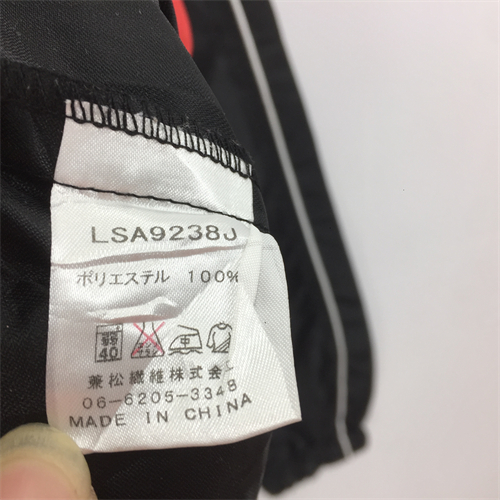 LSA9238J
ポリエステル 100%
40 中
兼松繊維株式会
06-6205-3348
MADE IN CHINA